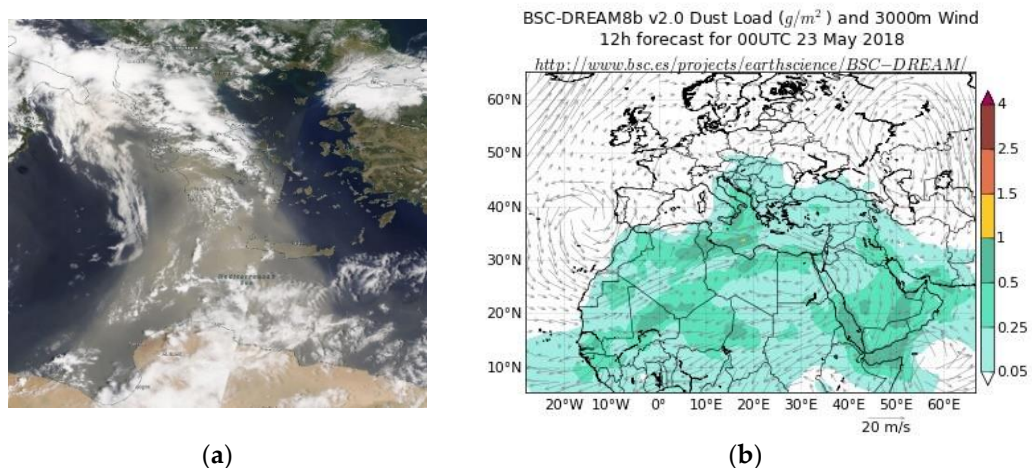 BSC-DREAM8b v2.0 Dust Load (g/m²) and 3000m Wind
12h forecast for 00UTC 23 May 2018
http://www.bsc.es/projects/earthscience/BSC−DREAM/
60°N
50°N
40°N
30°N
20°N
10°N
20°W 10°W 0° 10°E 20°E 30°E 40°E 50°E 60°E
20 m/s
4
2.5
1.5
1
0.5
0.25
0.05
Mediterranean
(a)
(b)